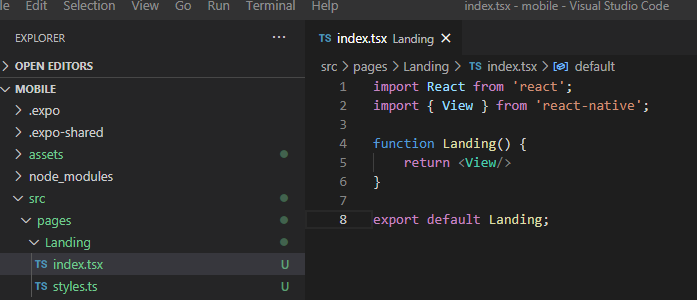 le Edit Selection View Go Run Terminal Help index.tsx - mobile - Visual Studio Code
EXPLORER ···
OPEN EDITORS
MOBILE
.expo
.expo-shared
assets
node_modules
src
pages
Landing
TS index.tsx U
TS styles.ts U
TS index.tsx Landing
src > pages > Landing > TS index.tsx > default
1 import React from 'react';
2 import { View } from 'react-native';
3
4 function Landing() {
5 return <View/>
6 }
7
8 export default Landing;